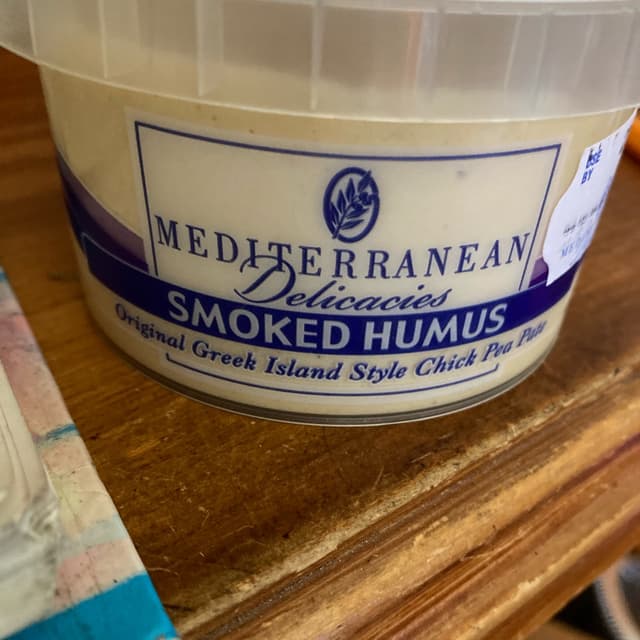 MEDITERRANEAN
Delicacies
SMOKED HUMUS
Original Greek Island Style Chick Pea Pate
BY